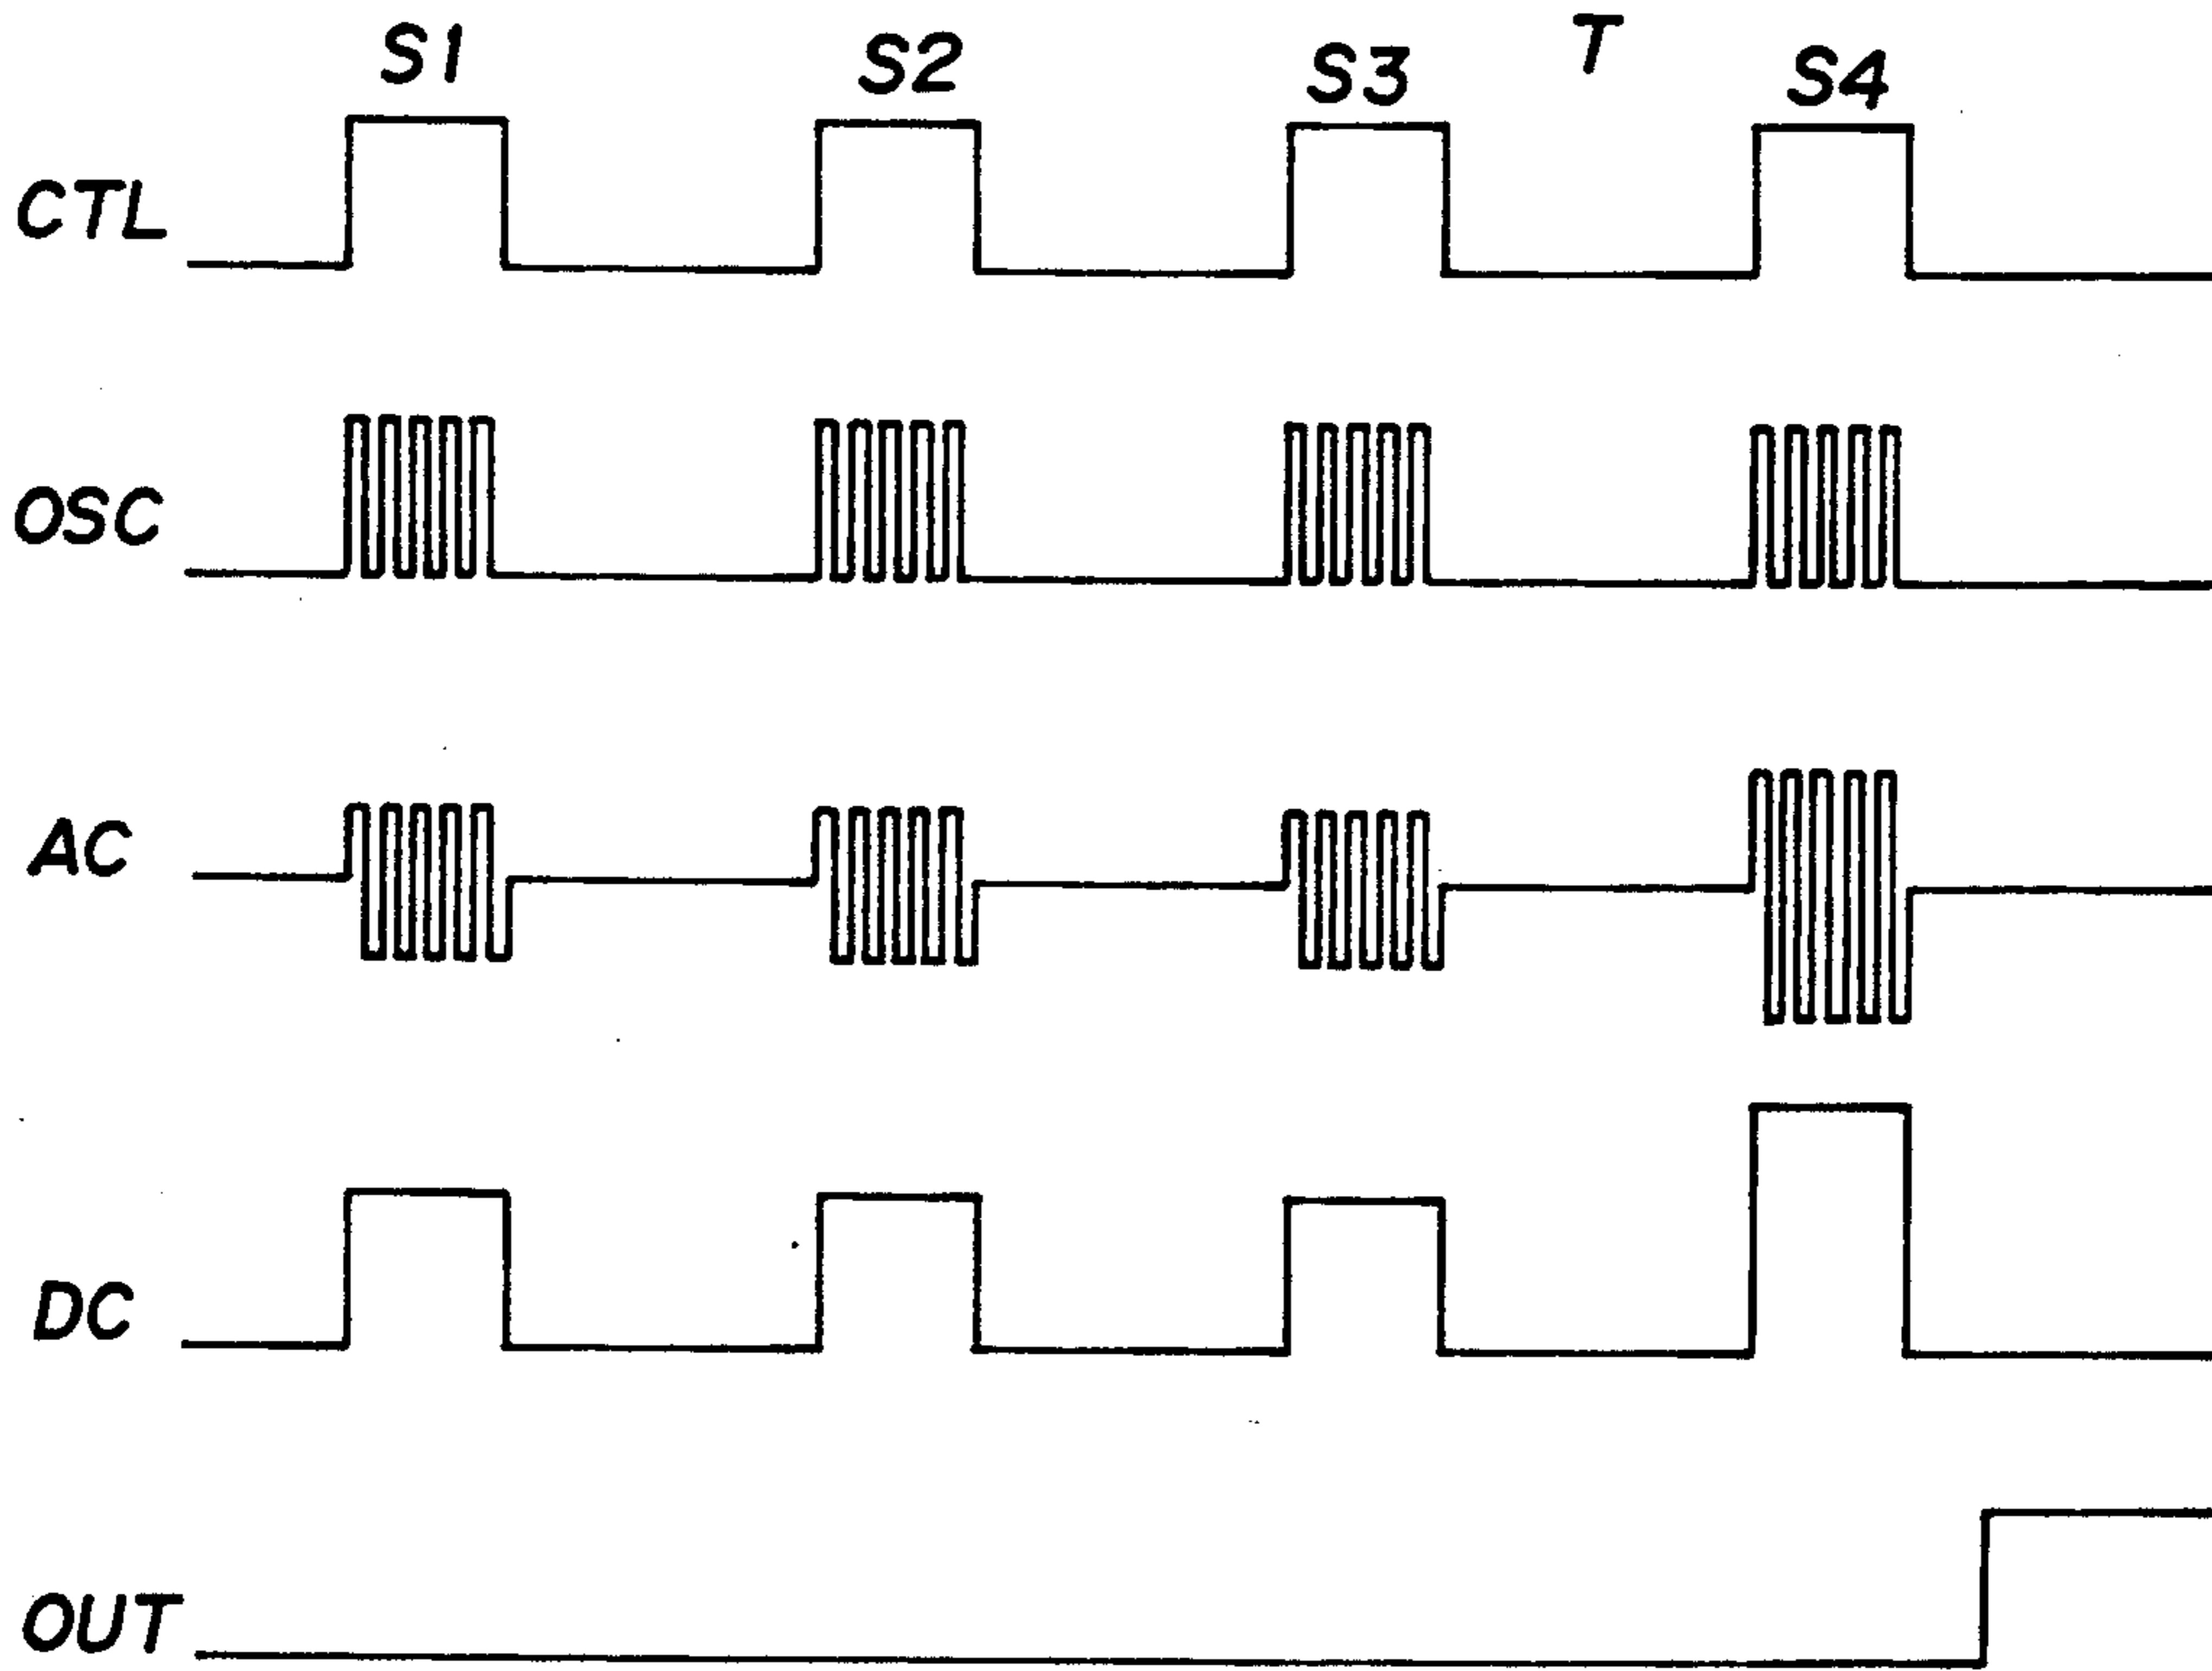 S1 S2 S3 T S4
CTL
OSC
AC
DC
OUT